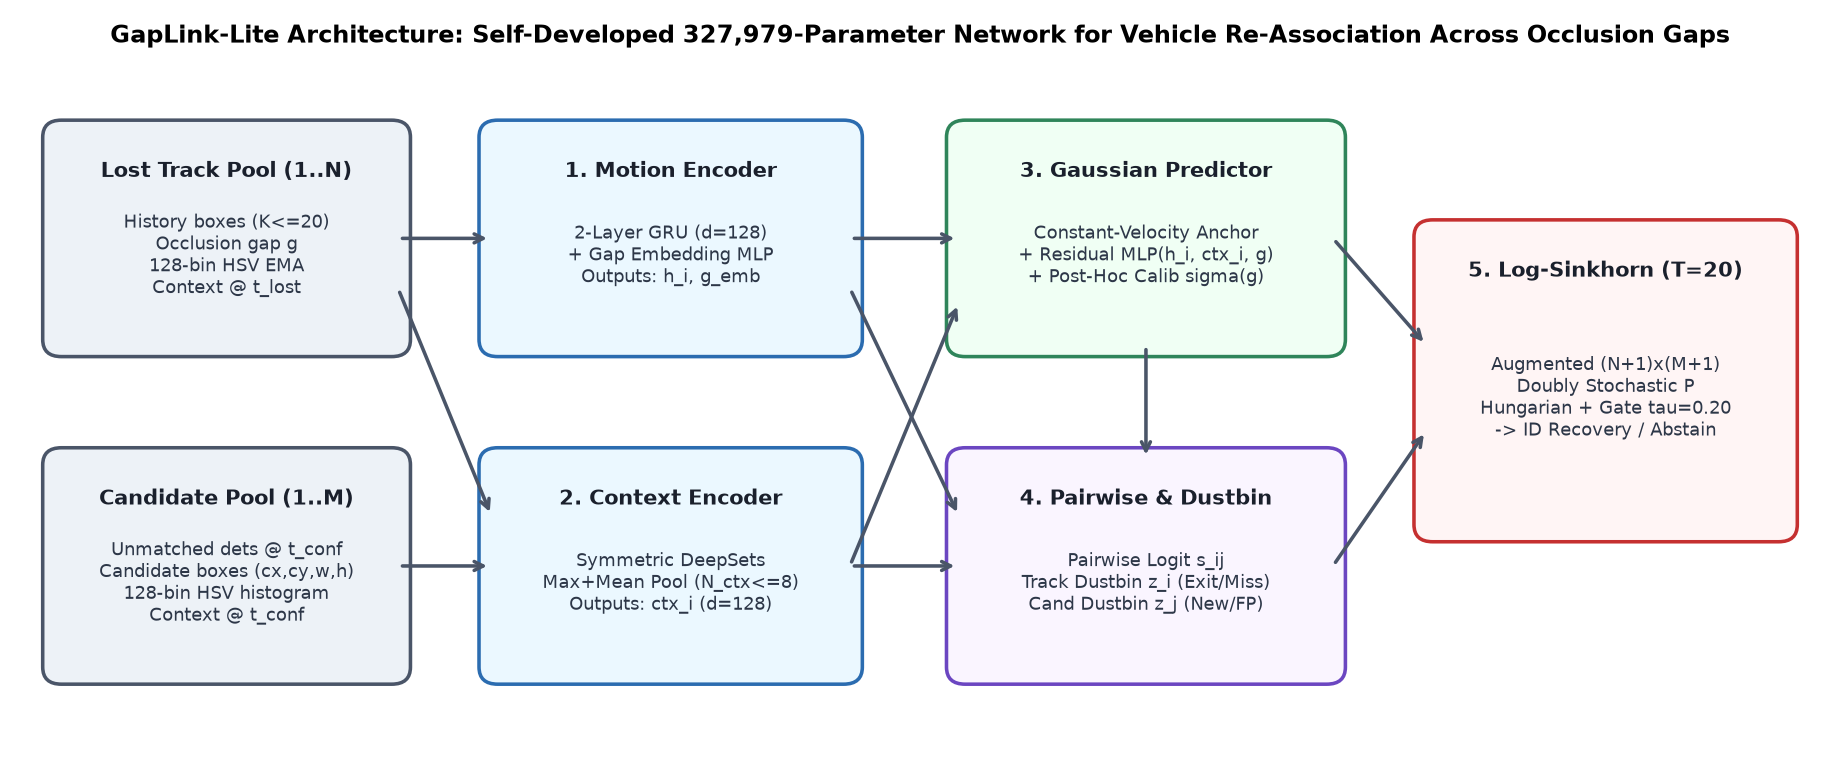 GapLink-Lite Architecture: Self-Developed 327,979-Parameter Network for Vehicle Re-Association Across Occlusion Gaps
Lost Track Pool (1..N)
History boxes (K<=20)
Occlusion gap g
128-bin HSV EMA
Context @ t_lost
1. Motion Encoder
2-Layer GRU (d=128)
+ Gap Embedding MLP
Outputs: h_i, g_emb
3. Gaussian Predictor
Constant-Velocity Anchor
+ Residual MLP(h_i, ctx_i, g)
+ Post-Hoc Calib sigma(g)
5. Log-Sinkhorn (T=20)
Augmented (N+1)x(M+1)
Doubly Stochastic P
Hungarian + Gate tau=0.20
-> ID Recovery / Abstain
Candidate Pool (1..M)
Unmatched dets @ t_conf
Candidate boxes (cx,cy,w,h)
128-bin HSV histogram
Context @ t_conf
2. Context Encoder
Symmetric DeepSets
Max+Mean Pool (N_ctx<=8)
Outputs: ctx_i (d=128)
4. Pairwise & Dustbin
Pairwise Logit s_ij
Track Dustbin z_i (Exit/Miss)
Cand Dustbin z_j (New/FP)